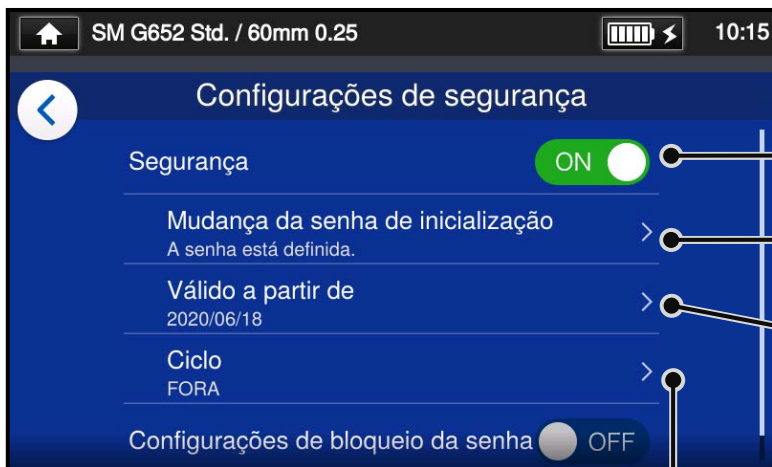 SM G652 Std. / 60mm 0.25 10:15
Configurações de segurança
Segurança ON
Mudança da senha de inicialização
A senha está definida.
Válido a partir de
2020/06/18
Ciclo
FORA
Configurações de bloqueio da senha OFF